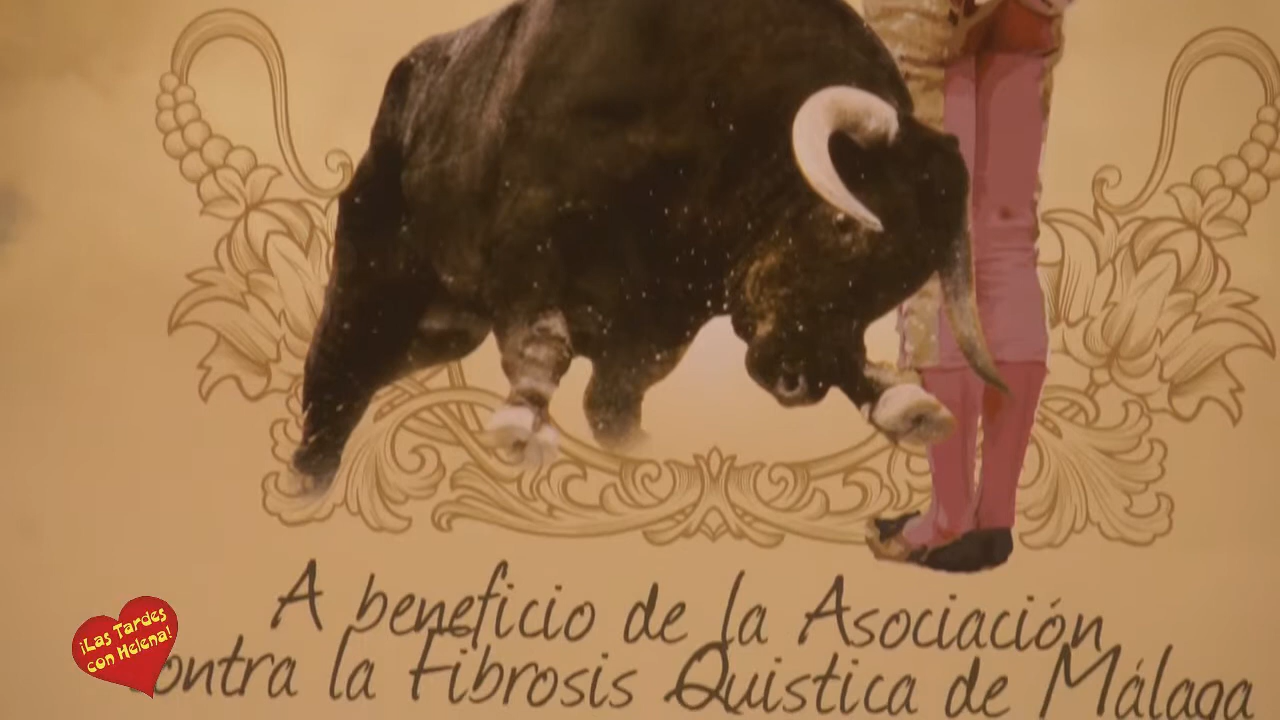 A beneficio de la Asociación
contra la Fibrosis Quistica de Málaga
¡Las Tardes
con Helena!